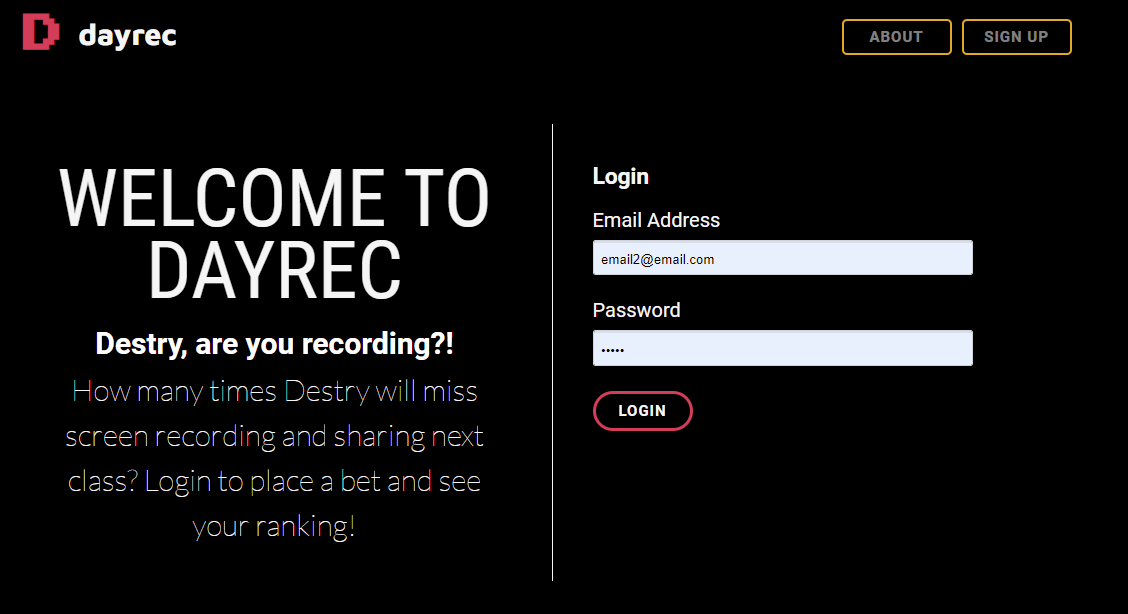 dayrec
ABOUT
SIGN UP
WELCOME TO
DAYREC
Destry, are you recording?!
How many times Destry will miss
screen recording and sharing next
class? Login to place a bet and see
your ranking!
Login
Email Address
email2@email.com
Password
•••••
LOGIN